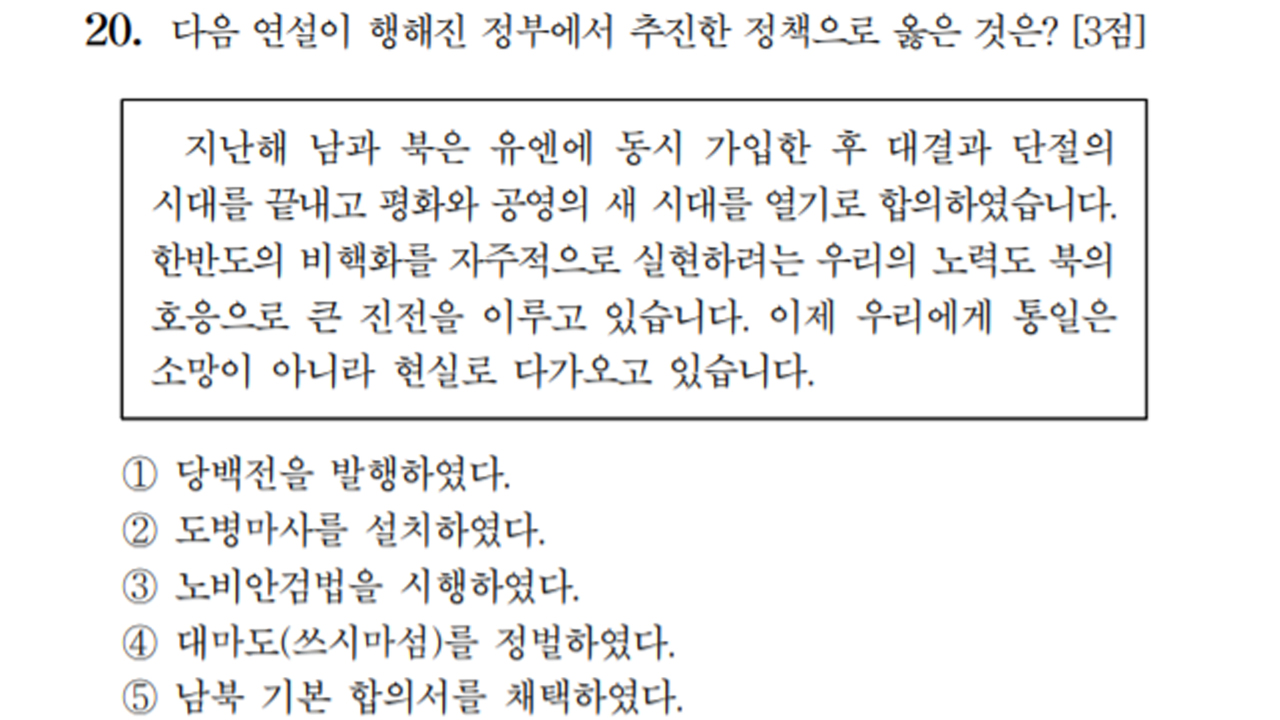 20. 다음 연설이 행해진 정부에서 추진한 정책으로 옳은 것은? [3점]
지난해 남과 북은 유엔에 동시 가입한 후 대결과 단절의
시대를 끝내고 평화와 공영의 새 시대를 열기로 합의하였습니다.
한반도의 비핵화를 자주적으로 실현하려는 우리의 노력도 북의
호응으로 큰 진전을 이루고 있습니다. 이제 우리에게 통일은
소망이 아니라 현실로 다가오고 있습니다.
① 당백전을 발행하였다.
② 도병마사를 설치하였다.
③ 노비안검법을 시행하였다.
④ 대마도(쓰시마섬)를 정벌하였다.
⑤ 남북 기본 합의서를 채택하였다.